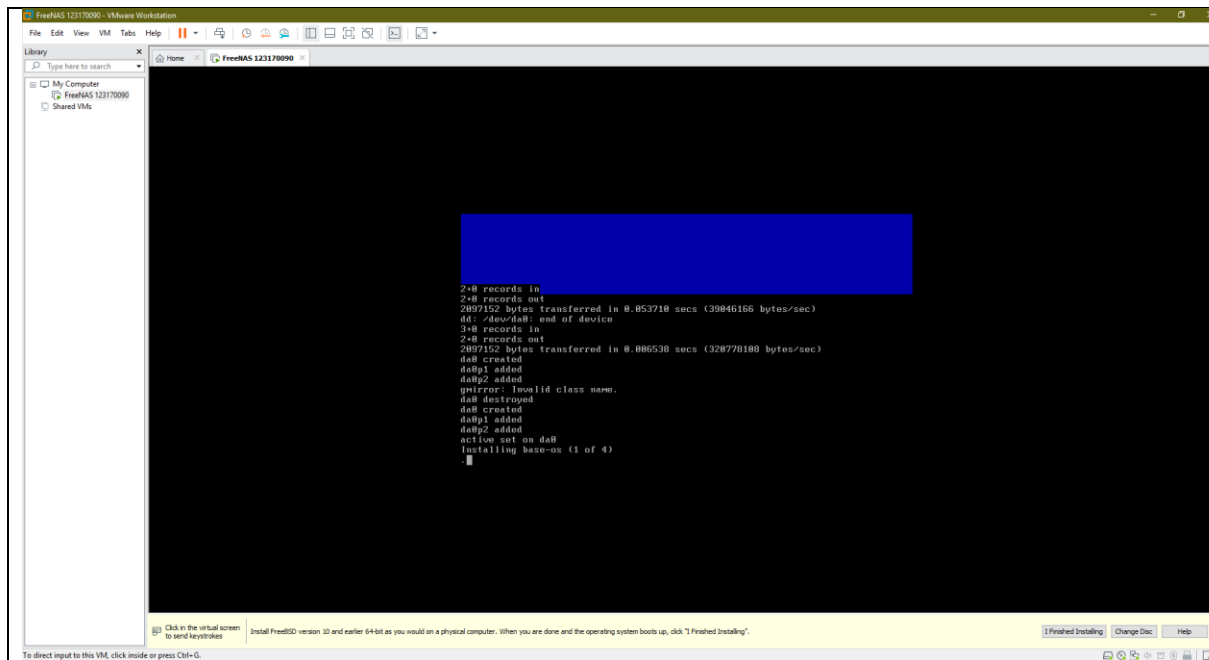 FreeNAS 123170090 - VMware Workstation
File Edit View VM Tabs Help
Library
Type here to search
My Computer
FreeNAS 123170090
Shared VMs
Home
FreeNAS 123170090
2+0 records in
2+0 records out
2097152 bytes transferred in 0.053710 secs (39046166 bytes/sec)
dd: /dev/da0: end of device
3+0 records in
2+0 records out
2097152 bytes transferred in 0.006538 secs (320778108 bytes/sec)
da0 created
da0p1 added
da0p2 added
gmirror: Invalid class name.
da0 destroyed
da0 created
da0p1 added
da0p2 added
active set on da0
Installing base-os (1 of 4)
.
Click in the virtual screen
to send keystrokes
Install FreeBSD version 10 and earlier 64-bit as you would on a physical computer. When you are done and the operating system boots up, click "I Finished Installing".
I Finished Installing
Change Disc
Help
To direct input to this VM, click inside or press Ctrl+G.